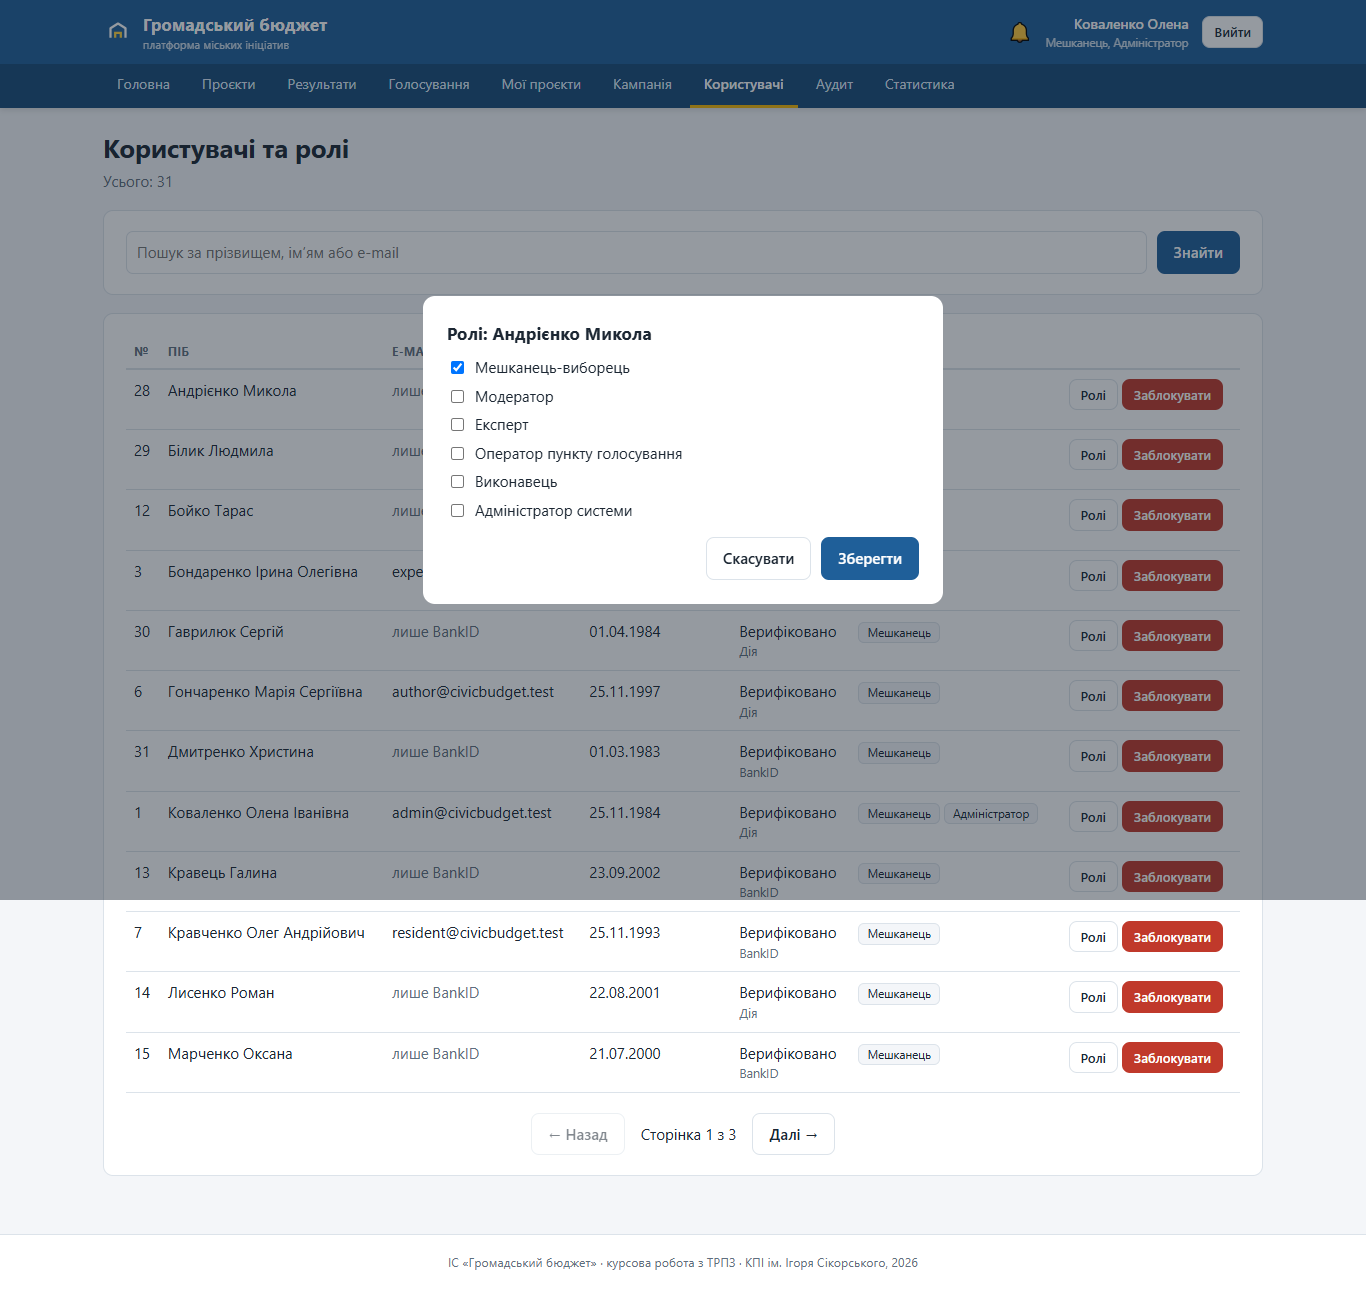 Громадський бюджет
платформа міських ініціатив
Коваленко Олена
Мешканець, Адміністратор
Вийти
Головна Проєкти Результати Голосування Мої проєкти Кампанія Користувачі Аудит Статистика
Користувачі та ролі
Усього: 31
Пошук за прізвищем, ім'ям або e-mail Знайти
Ролі: Андрієнко Микола
Мешканець-виборець
Модератор
Експерт
Оператор пункту голосування
Виконавець
Адміністратор системи
Скасувати Зберегти
№ ПІБ E-MA
28 Андрієнко Микола лише Ролі Заблокувати
29 Білик Людмила лише Ролі Заблокувати
12 Бойко Тарас лише Ролі Заблокувати
3 Бондаренко Ірина Олегівна expe Ролі Заблокувати
30 Гаврилюк Сергій лише BankID 01.04.1984 Верифіковано Мешканець Ролі Заблокувати
Дія
6 Гончаренко Марія Сергіївна author@civicbudget.test 25.11.1997 Верифіковано Мешканець Ролі Заблокувати
Дія
31 Дмитренко Христина лише BankID 01.03.1983 Верифіковано Мешканець Ролі Заблокувати
BankID
1 Коваленко Олена Іванівна admin@civicbudget.test 25.11.1984 Верифіковано Мешканець Адміністратор Ролі Заблокувати
Дія
13 Кравець Галина лише BankID 23.09.2002 Верифіковано Мешканець Ролі Заблокувати
BankID
7 Кравченко Олег Андрійович resident@civicbudget.test 25.11.1993 Верифіковано Мешканець Ролі Заблокувати
BankID
14 Лисенко Роман лише BankID 22.08.2001 Верифіковано Мешканець Ролі Заблокувати
Дія
15 Марченко Оксана лише BankID 21.07.2000 Верифіковано Мешканець Ролі Заблокувати
BankID
← Назад Сторінка 1 з 3 Далі →
ІС «Громадський бюджет» · курсова робота з ТРПЗ · КПІ ім. Ігоря Сікорського, 2026